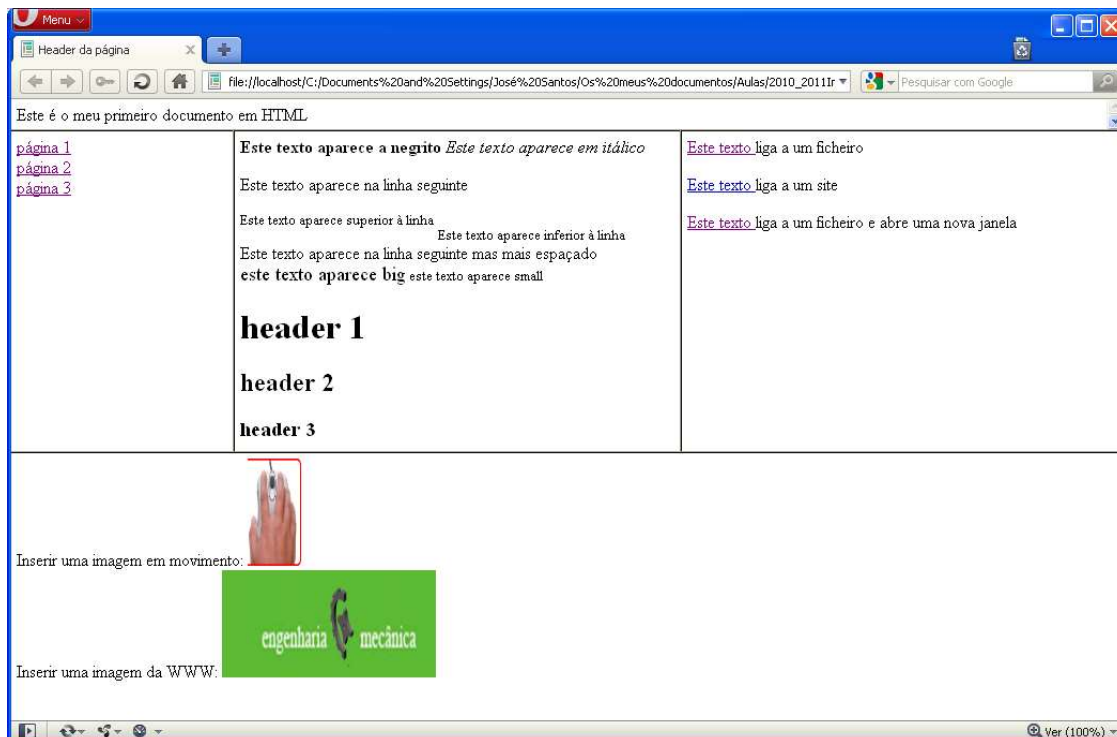 Menu
Header da página
file://localhost/C:/Documents%20and%20Settings/José%20Santos/Os%20meus%20documentos/Aulas/2010_2011Ir
Pesquisar com Google
Este é o meu primeiro documento em HTML
página 1
página 2
página 3
Este texto aparece a negrito Este texto aparece em itálico
Este texto aparece na linha seguinte
Este texto aparece superior à linha
Este texto aparece inferior à linha
Este texto aparece na linha seguinte mas mais espaçado
este texto aparece big este texto aparece small
header 1
header 2
header 3
Este texto liga a um ficheiro
Este texto liga a um site
Este texto liga a um ficheiro e abre uma nova janela
Inserir uma imagem em movimento:
engenharia mecânica
Inserir uma imagem da WWW:
Ver (100%)